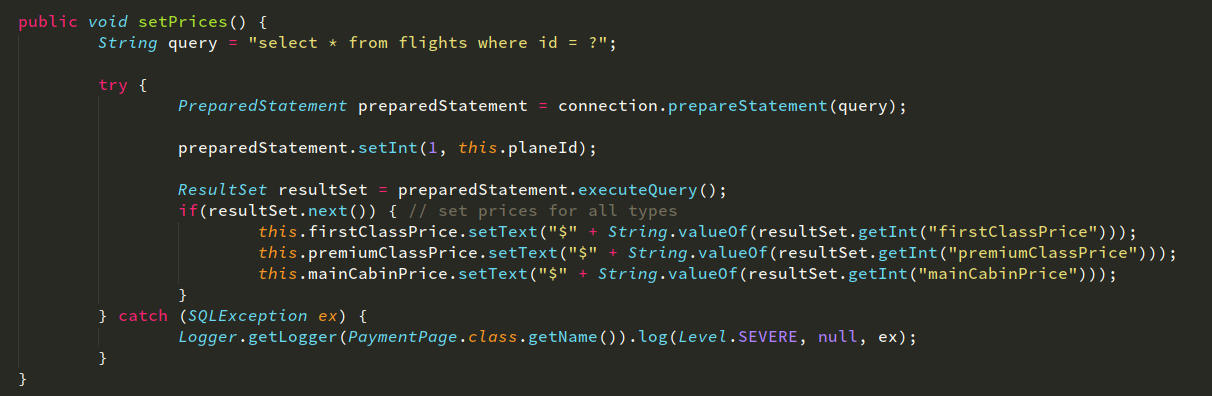 public void setPrices() {
String query = "select * from flights where id = ?";
try {
PreparedStatement preparedStatement = connection.prepareStatement(query);
preparedStatement.setInt(1, this.planeId);
ResultSet resultSet = preparedStatement.executeQuery();
if(resultSet.next()) { // set prices for all types
this.firstClassPrice.setText("$" + String.valueOf(resultSet.getInt("firstClassPrice")));
this.premiumClassPrice.setText("$" + String.valueOf(resultSet.getInt("premiumClassPrice")));
this.mainCabinPrice.setText("$" + String.valueOf(resultSet.getInt("mainCabinPrice")));
}
} catch (SQLException ex) {
Logger.getLogger(PaymentPage.class.getName()).log(Level.SEVERE, null, ex);
}
}